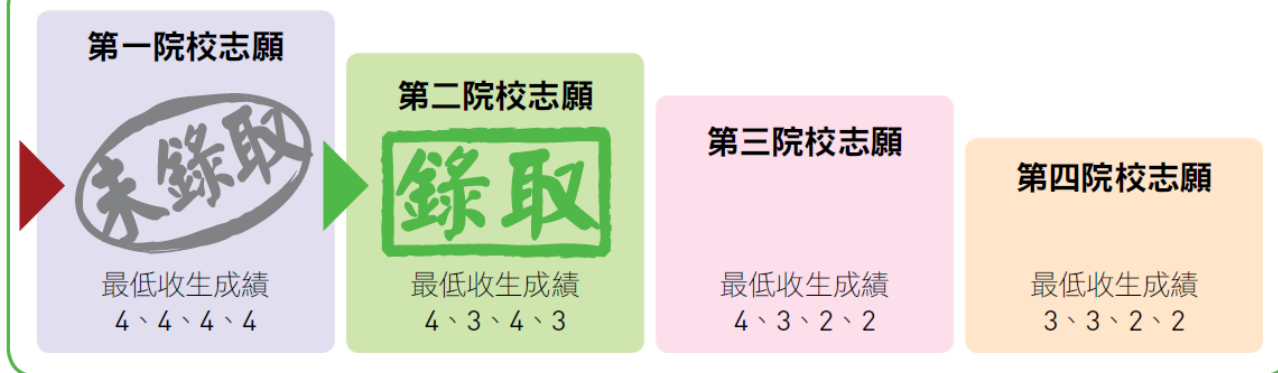 第一院校志願
未錄取
最低收生成績
4、4、4、4
第二院校志願
錄取
最低收生成績
4、3、4、3
第三院校志願
最低收生成績
4、3、2、2
第四院校志願
最低收生成績
3、3、2、2